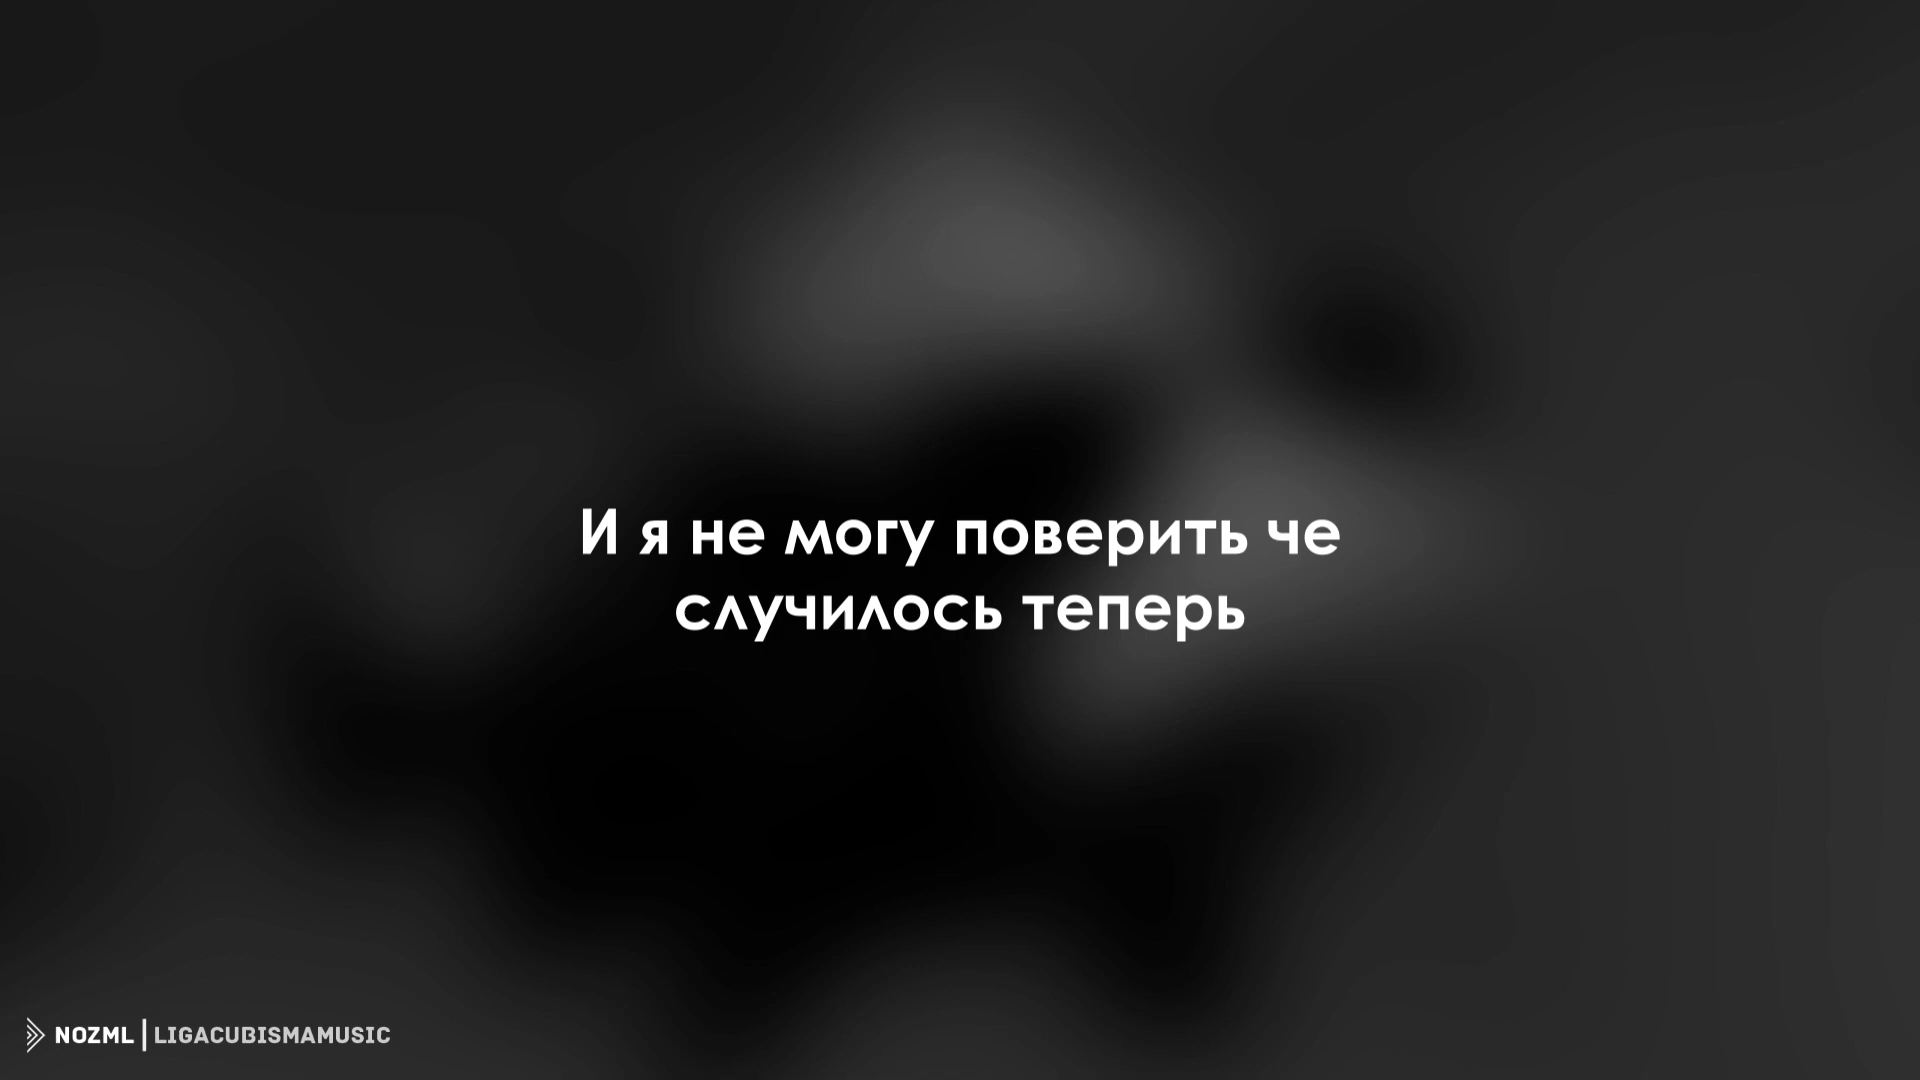 И я не могу поверить че
случилось теперь
NOZML | LIGACUBISMAMUSIC